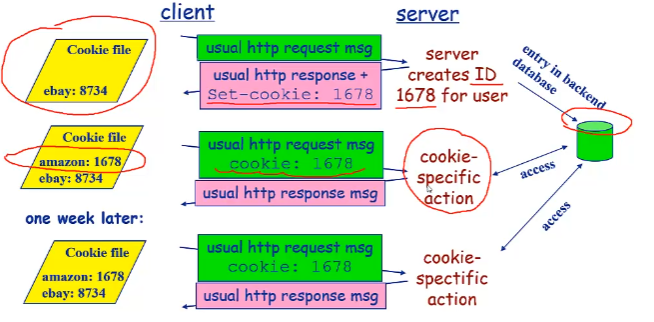 client
server
Cookie file
ebay: 8734
usual http request msg
usual http response +
Set-cookie: 1678
server
creates ID
1678 for user
entry in backend
database
Cookie file
amazon: 1678
ebay: 8734
usual http request msg
cookie: 1678
usual http response msg
cookie-
specific
action
access
access
one week later:
Cookie file
amazon: 1678
ebay: 8734
usual http request msg
cookie: 1678
usual http response msg
cookie-
spectific
action